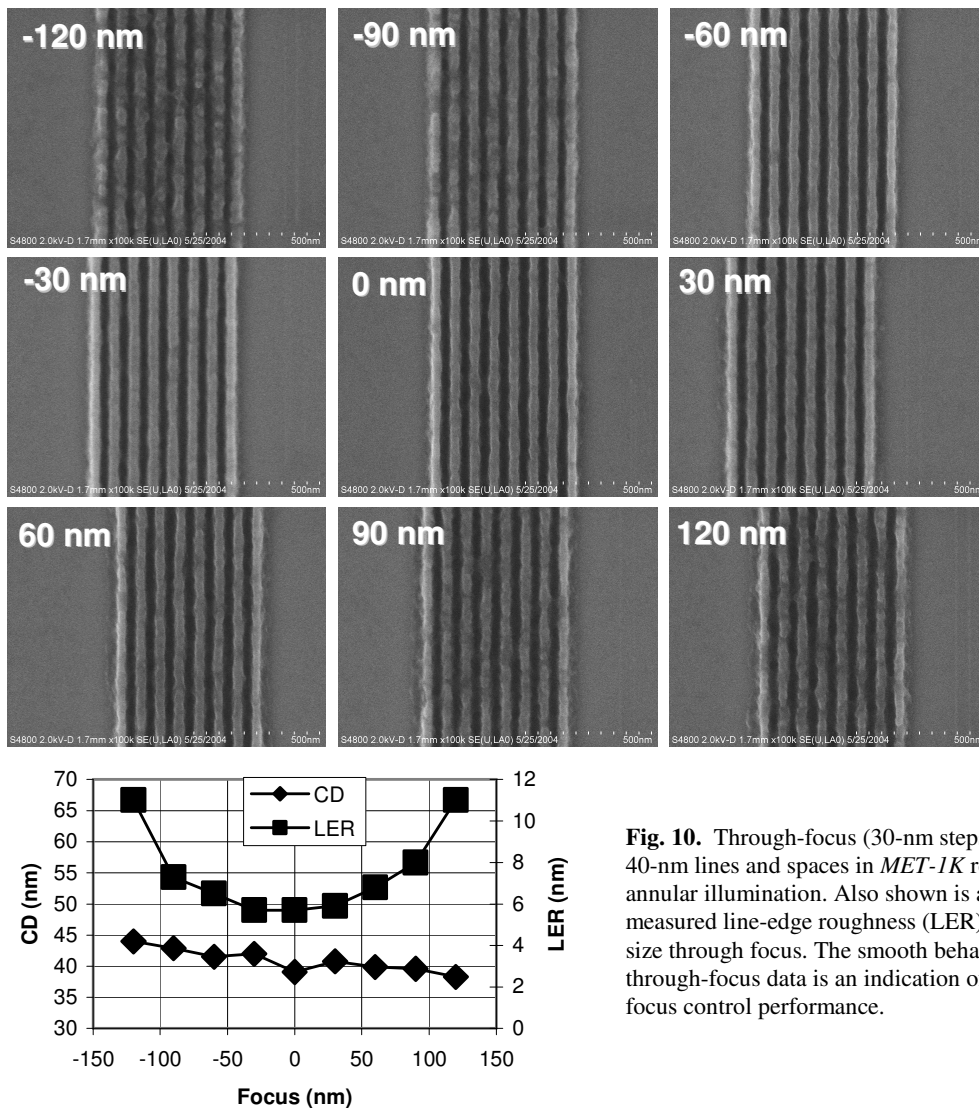 -120 nm
-90 nm
-60 nm
S4800 2.0kV-D 1.7mm x100k SE(U,LA0) 5/25/2004 500nm
S4800 2.0kV-D 1.7mm x100k SE(U,LA0) 5/25/2004 500nm
S4800 2.0kV-D 1.7mm x100k SE(U,LA0) 5/25/2004 500nm
-30 nm
0 nm
30 nm
S4800 2.0kV-D 1.7mm x100k SE(U,LA0) 5/25/2004 500nm
S4800 2.0kV-D 1.7mm x100k SE(U,LA0) 5/25/2004 500nm
S4800 2.0kV-D 1.7mm x100k SE(U,LA0) 5/25/2004 500nm
60 nm
90 nm
120 nm
S4800 2.0kV-D 1.7mm x100k SE(U,LA0) 5/25/2004 500nm
S4800 2.0kV-D 1.7mm x100k SE(U,LA0) 5/25/2004 500nm
S4800 2.0kV-D 1.7mm x100k SE(U,LA0) 5/25/2004 500nm
70
65
60
55
50
45
40
35
30
CD (nm)
CD
LER
12
10
8
6
4
2
0
LER (nm)
-150 -100 -50 0 50 100 150
Focus (nm)
Fig. 10. Through-focus (30-nm step
40-nm lines and spaces in MET-1K
annular illumination. Also shown is
measured line-edge roughness (LER)
size through focus. The smooth
through-focus data is an indication
focus control performance.